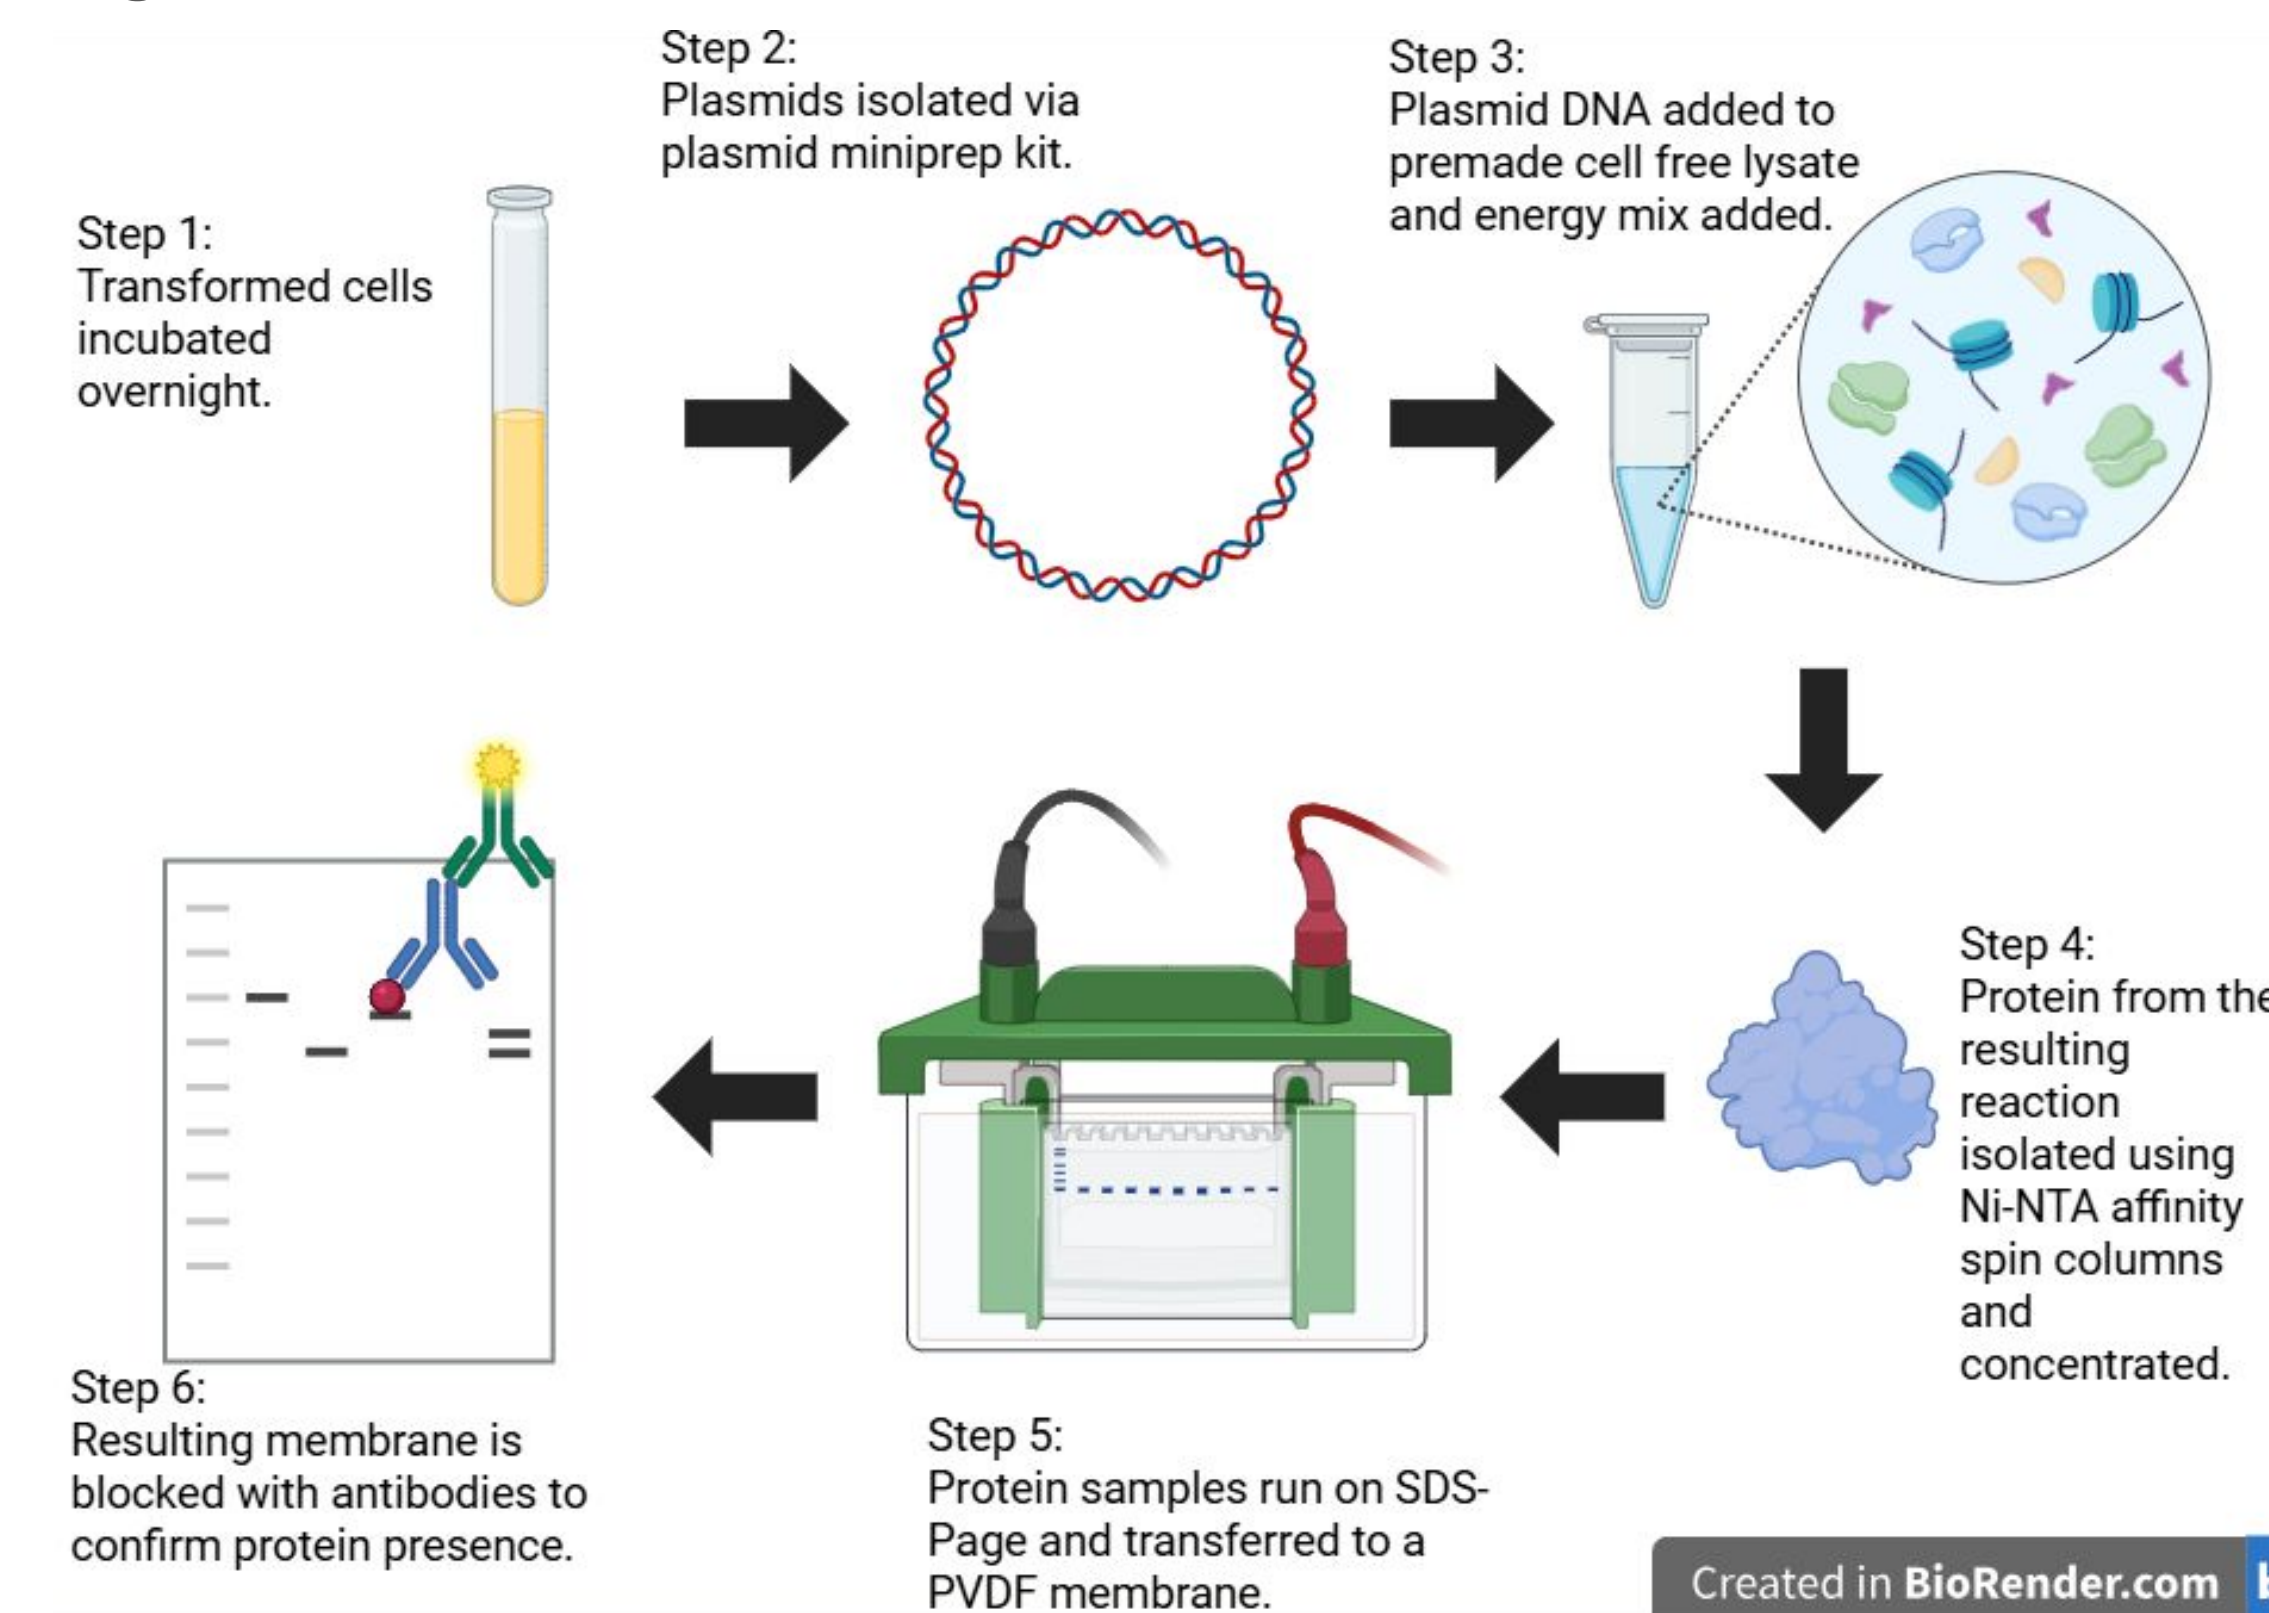 Step 1:
Transformed cells
incubated
overnight.
Step 2:
Plasmids isolated via
plasmid miniprep kit.
Step 3:
Plasmid DNA added to
premade cell free lysate
and energy mix added.
Step 4:
Protein from the
resulting
reaction
isolated using
Ni-NTA affinity
spin columns
and
concentrated.
Step 5:
Protein samples run on SDS-
Page and transferred to a
PVDF membrane.
Step 6:
Resulting membrane is
blocked with antibodies to
confirm protein presence.
Created in BioRender.com